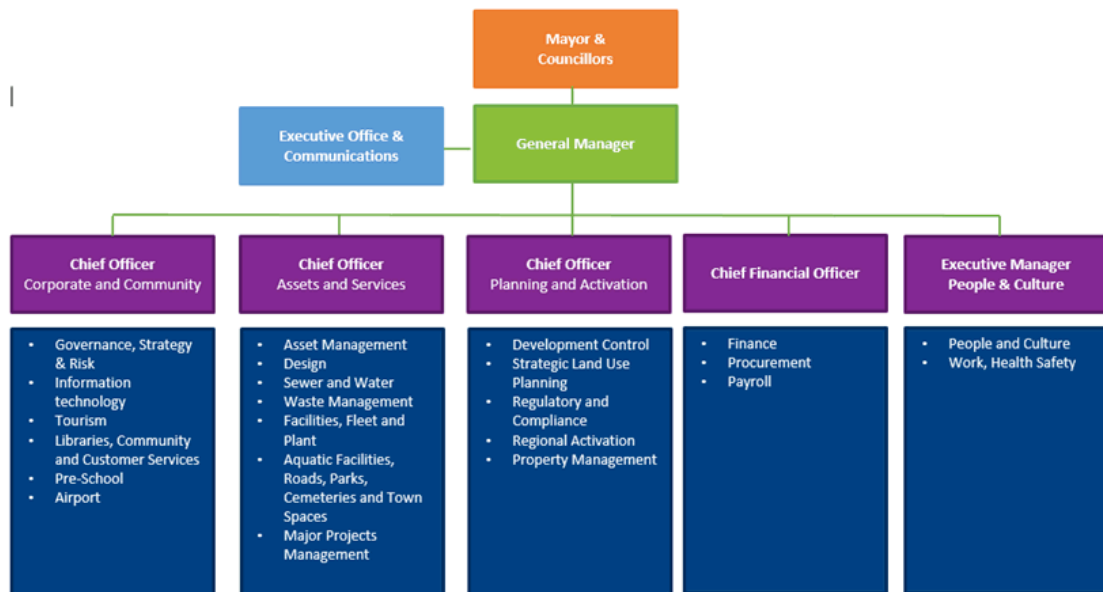 Mayor &
Councillors
Executive Office &
Communications
General Manager
Chief Officer
Corporate and Community
Chief Officer
Assets and Services
Chief Officer
Planning and Activation
Chief Financial Officer
Executive Manager
People & Culture
• Governance, Strategy
& Risk
• Information
technology
• Tourism
• Libraries, Community
and Customer Services
• Pre-School
• Airport
• Asset Management
• Design
• Sewer and Water
• Waste Management
• Facilities, Fleet and
Plant
• Aquatic Facilities,
Roads, Parks,
Cemeteries and Town
Spaces
• Major Projects
Management
• Development Control
• Strategic Land Use
Planning
• Regulatory and
Compliance
• Regional Activation
• Property Management
• Finance
• Procurement
• Payroll
• People and Culture
• Work, Health Safety